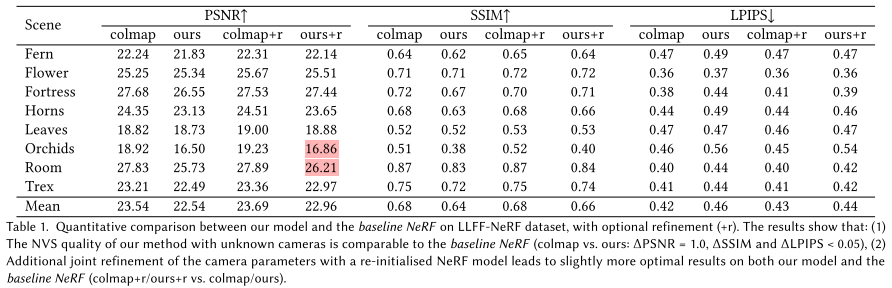 Scene PSNR↑ SSIM↑ LPIPS↓
colmap ours colmap+r ours+r colmap ours colmap+r ours+r colmap ours colmap+r ours+r
Fern 22.24 21.83 22.31 22.14 0.64 0.62 0.65 0.64 0.47 0.49 0.47 0.47
Flower 25.25 25.34 25.67 25.51 0.71 0.71 0.72 0.72 0.36 0.37 0.36 0.36
Fortress 27.68 26.55 27.53 27.44 0.72 0.67 0.70 0.71 0.38 0.44 0.41 0.39
Horns 24.35 23.13 24.51 23.65 0.68 0.63 0.68 0.66 0.44 0.49 0.44 0.46
Leaves 18.82 18.73 19.00 18.88 0.52 0.52 0.53 0.53 0.47 0.47 0.46 0.47
Orchids 18.92 16.50 19.23 16.86 0.51 0.38 0.52 0.40 0.46 0.56 0.45 0.54
Room 27.83 25.73 27.89 26.21 0.87 0.83 0.87 0.84 0.40 0.44 0.40 0.42
Trex 23.21 22.49 23.36 22.97 0.75 0.72 0.75 0.74 0.41 0.44 0.41 0.42
Mean 23.54 22.54 23.69 22.96 0.68 0.64 0.68 0.66 0.42 0.46 0.43 0.44
Table 1. Quantitative comparison between our model and the baseline NeRF on LLFF-NeRF dataset, with optional refinement (+r). The results show that: (1)
The NVS quality of our method with unknown cameras is comparable to the baseline NeRF (colmap vs. ours: ΔPSNR = 1.0, ΔSSIM and ΔLPIPS < 0.05), (2)
Additional joint refinement of the camera parameters with a re-initialised NeRF model leads to slightly more optimal results on both our model and the
baseline NeRF (colmap+r/ours+r vs. colmap/ours).